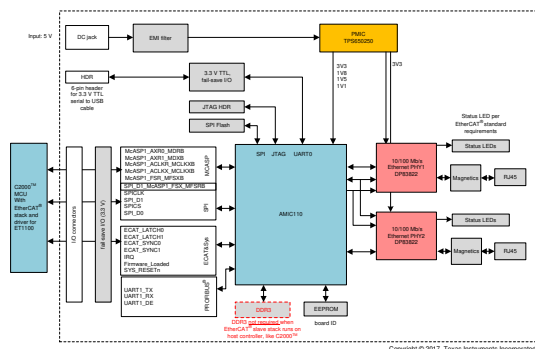 Input: 5 V
DC jack
EMI filter
PMIC
TPS650250
3V3
1V8
1V5
1V1
3V3
HDR
6-pin header
for 3.3 V TTL
serial to USB
cable
3.3 V TTL,
fail-save I/O
JTAG HDR
SPI Flash
SPI JTAG UART0
Status LED per
EtherCAT® standard
requirements
C2000™
MCU
With
EtherCAT®
stack and
driver for
ET1100
I/O connectors
fail-save I/O (3.3 V)
McASP1_AXR0_MDRB
McASP1_AXR1_MDXB
McASP1_ACLKR_MCLKXB
McASP1_ACLKX_MCLKXB
McASP1_FSR_MFSXB
SPI_D1_McASP1_FSX_MFSRB
MCASP
SPICLK
SPI_D1
SPICS
SPI_D0
SPI
ECAT_LATCH0
ECAT_LATCH1
ECAT_SYNC0
ECAT_SYNC1
IRQ
Firmware_Loaded
SYS_RESETn
ECAT&Sys
UART1_TX
UART1_RX
UART1_DE
PROFIBUS®
AMIC110
10/100 Mb/s
Ethernet PHY1
DP83822
Status LEDs
Magnetics
RJ45
10/100 Mb/s
Ethernet PHY2
DP83822
Status LEDs
Magnetics
RJ45
DDR3
DDR3 not required when
EtherCAT® slave stack runs on
host controller, like C2000™
EEPROM
board ID
Copyright © 2017, Texas Instruments Incorporated